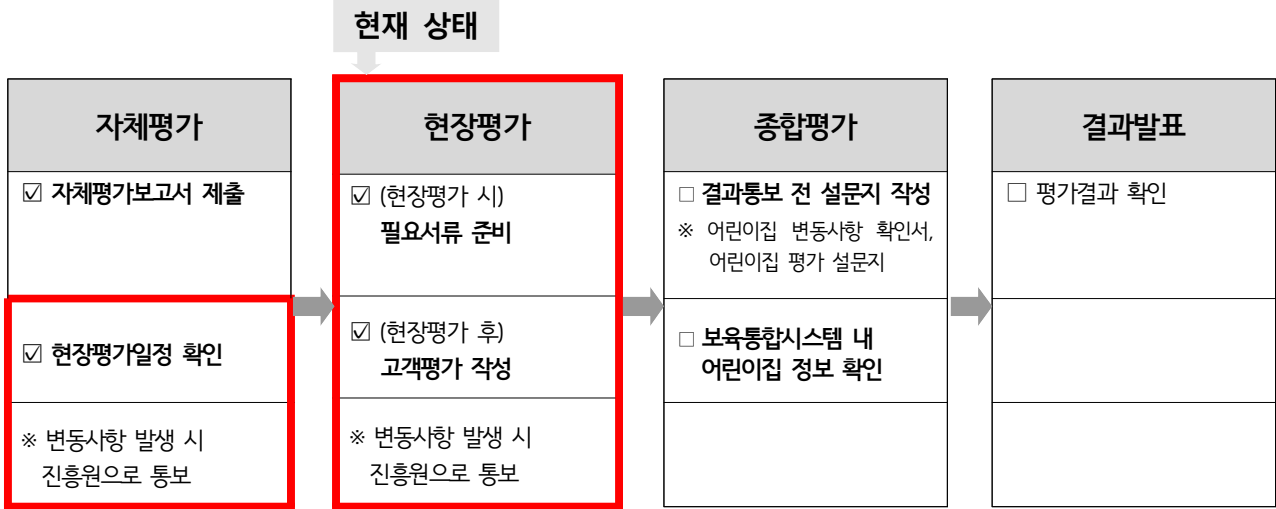 현재 상태
자체평가
☑ 자체평가보고서 제출
☑ 현장평가일정 확인
※ 변동사항 발생 시
진흥원으로 통보
현장평가
☑ (현장평가 시)
필요서류 준비
☑ (현장평가 후)
고객평가 작성
※ 변동사항 발생 시
진흥원으로 통보
종합평가
□ 결과통보 전 설문지 작성
※ 어린이집 변동사항 확인서,
어린이집 평가 설문지
□ 보육통합시스템 내
어린이집 정보 확인
결과발표
□ 평가결과 확인